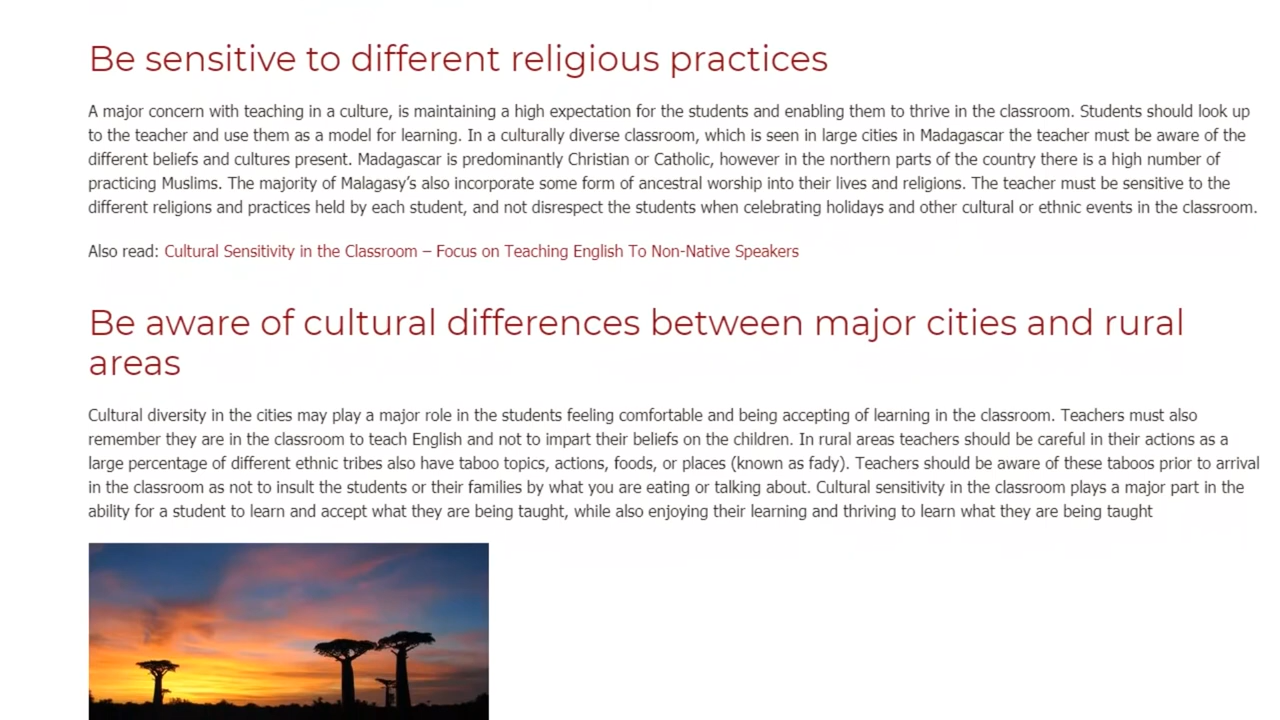 Be sensitive to different religious practices
A major concern with teaching in a culture, is maintaining a high expectation for the students and enabling them to thrive in the classroom. Students should look up
to the teacher and use them as a model for learning. In a culturally diverse classroom, which is seen in large cities in Madagascar the teacher must be aware of the
different beliefs and cultures present. Madagascar is predominantly Christian or Catholic, however in the northern parts of the country there is a high number of
practicing Muslims. The majority of Malagasy’s also incorporate some form of ancestral worship into their lives and religions. The teacher must be sensitive to the
different religions and practices held by each student, and not disrespect the students when celebrating holidays and other cultural or ethnic events in the classroom.
Also read: Cultural Sensitivity in the Classroom – Focus on Teaching English To Non-Native Speakers
Be aware of cultural differences between major cities and rural
areas
Cultural diversity in the cities may play a major role in the students feeling comfortable and being accepting of learning in the classroom. Teachers must also
remember they are in the classroom to teach English and not to impart their beliefs on the children. In rural areas teachers should be careful in their actions as a
large percentage of different ethnic tribes also have taboo topics, actions, foods, or places (known as fady). Teachers should be aware of these taboos prior to arrival
in the classroom as not to insult the students or their families by what you are eating or talking about. Cultural sensitivity in the classroom plays a major part in the
ability for a student to learn and accept what they are being taught, while also enjoying their learning and thriving to learn what they are being taught